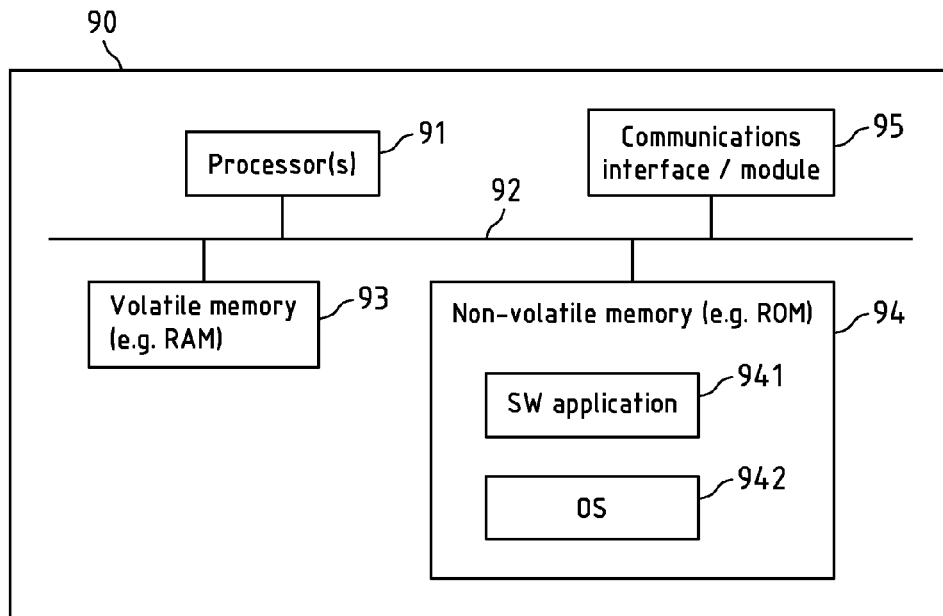 90
Processor(s)
91
Communications
interface / module
95
92
Volatile memory
(e.g. RAM)
93
Non-volatile memory (e.g. ROM)
94
SW application
941
OS
942